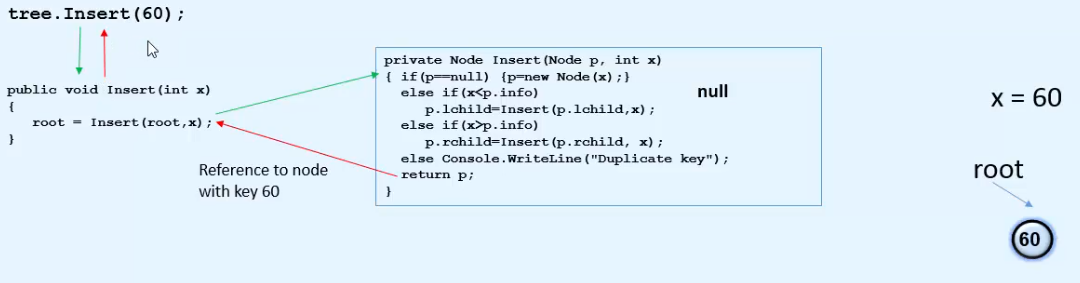 tree.Insert(60);
public void Insert(int x)
{
root = Insert(root,x);
}
Reference to node
with key 60
private Node Insert(Node p, int x)
{ if(p==null) {p=new Node(x);}
else if(x<p.info)
p.lchild=Insert(p.lchild,x);
else if(x>p.info)
p.rchild=Insert(p.rchild, x);
else Console.WriteLine("Duplicate key");
return p;
}
null
x = 60
root
60